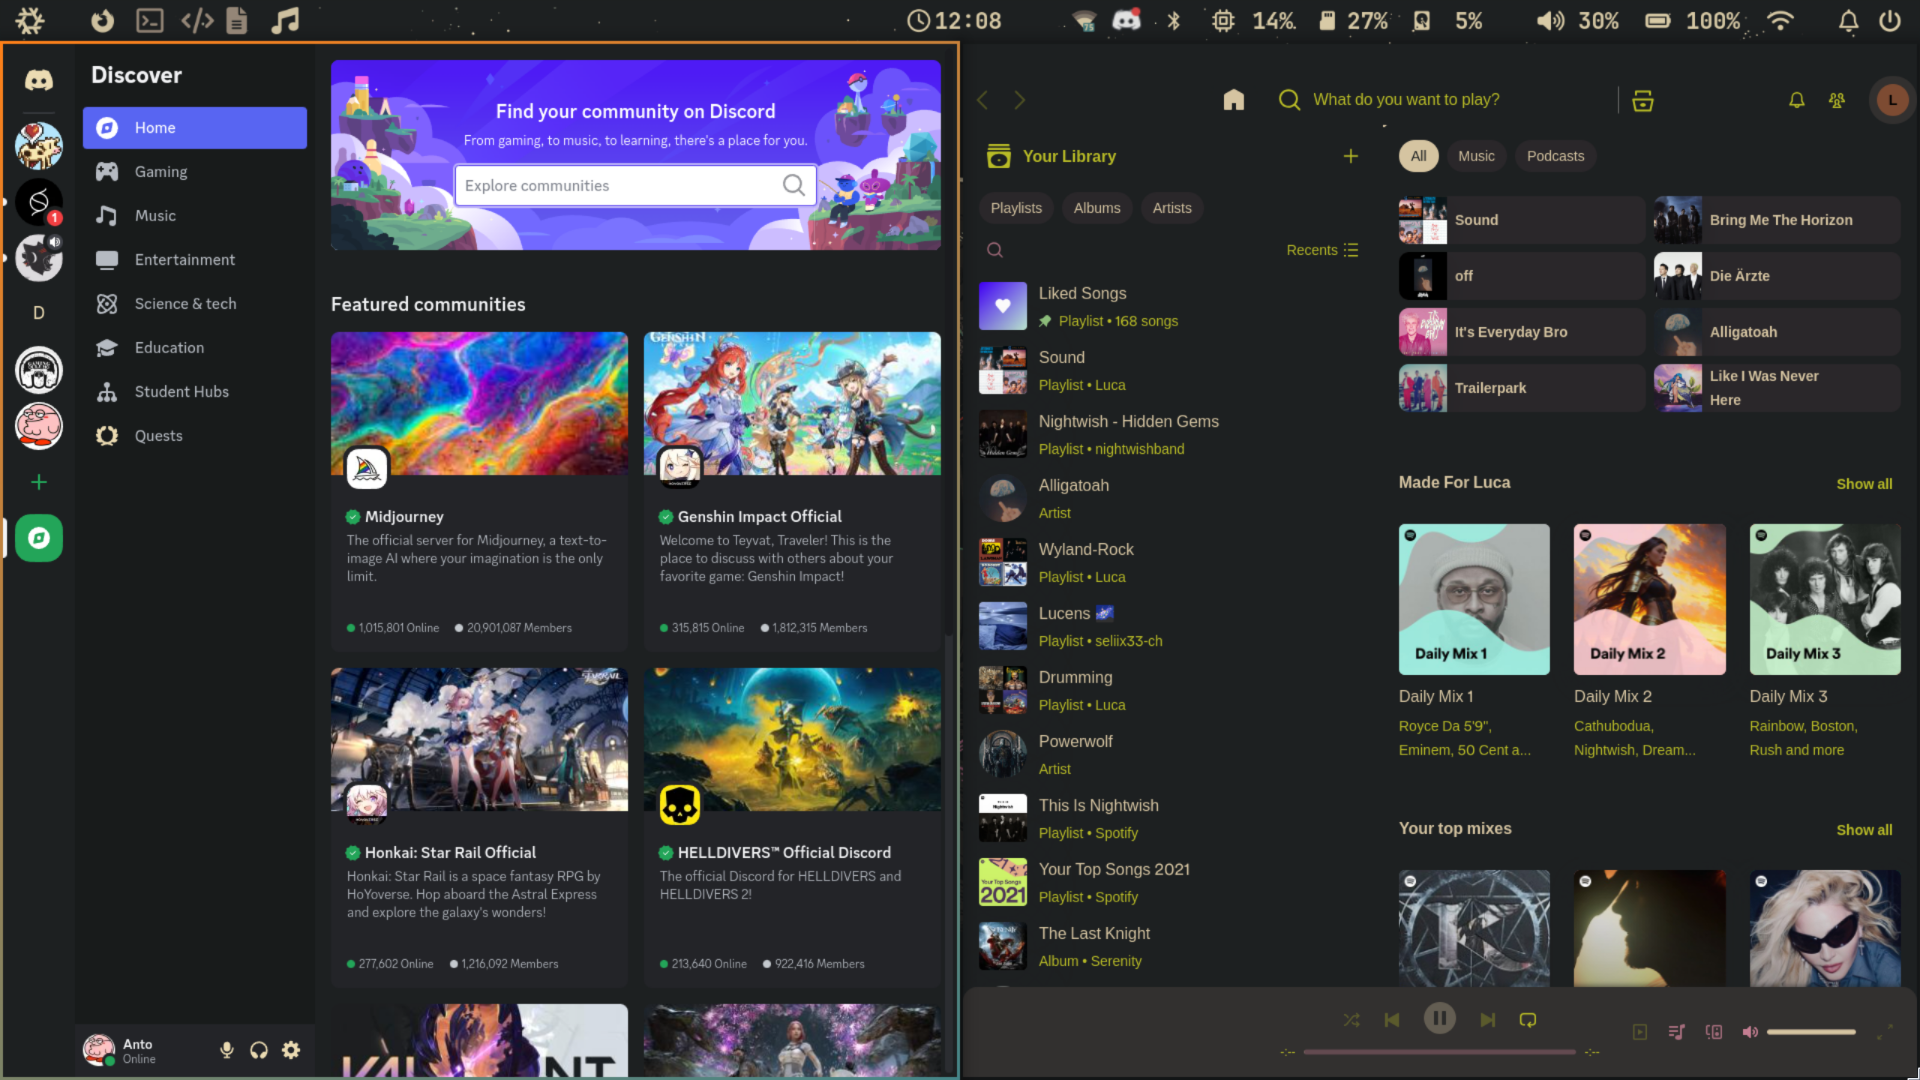 12:08
14%
27%
5%
30%
100%
Discover
1
D
Home
Gaming
Music
Entertainment
Science & tech
Education
Student Hubs
Quests
Anto
Online
Find your community on Discord
From gaming, to music, to learning, there's a place for you.
Explore communities
Featured communities
GENSHIN
Midjourney
The official server for Midjourney, a text-to-
image AI where your imagination is the only
limit.
1,015,801 Online
20,901,087 Members
Genshin Impact Official
Welcome to Teyvat, Traveler! This is the
place to discuss with others about your
favorite game: Genshin Impact!
315,815 Online
1,812,315 Members
Honkai: Star Rail Official
Honkai: Star Rail is a space fantasy RPG by
HoYoverse. Hop aboard the Astral Express
and explore the galaxy's wonders!
277,602 Online
1,216,092 Members
HELLDIVERS™ Official Discord
The official Discord for HELLDIVERS and
HELLDIVERS 2!
213,640 Online
922,416 Members
What do you want to play?
L
Your Library
Playlists
Albums
Artists
Recents
Liked Songs
Playlist • 168 songs
Sound
Playlist • Luca
Nightwish - Hidden Gems
Playlist • nightwishband
Alligatoah
Artist
Wyland-Rock
Playlist • Luca
Lucens 🌌
Playlist • seliix33-ch
Drumming
Playlist • Luca
Powerwolf
Artist
This Is Nightwish
Playlist • Spotify
Your Top Songs
2021
Your Top Songs 2021
Playlist • Spotify
The Last Knight
Album • Serenity
All
Music
Podcasts
Sound
Bring Me The Horizon
off
Die Ärzte
It's Everyday Bro
Alligatoah
Trailerpark
Like I Was Never
Here
Made For Luca
Show all
Daily Mix 1
Daily Mix 2
Daily Mix 3
Daily Mix 1
Royce Da 5'9",
Eminem, 50 Cent a...
Daily Mix 2
Cathubodua,
Nightwish, Dream...
Daily Mix 3
Rainbow, Boston,
Rush and more
Your top mixes
Show all
-:--
-:--